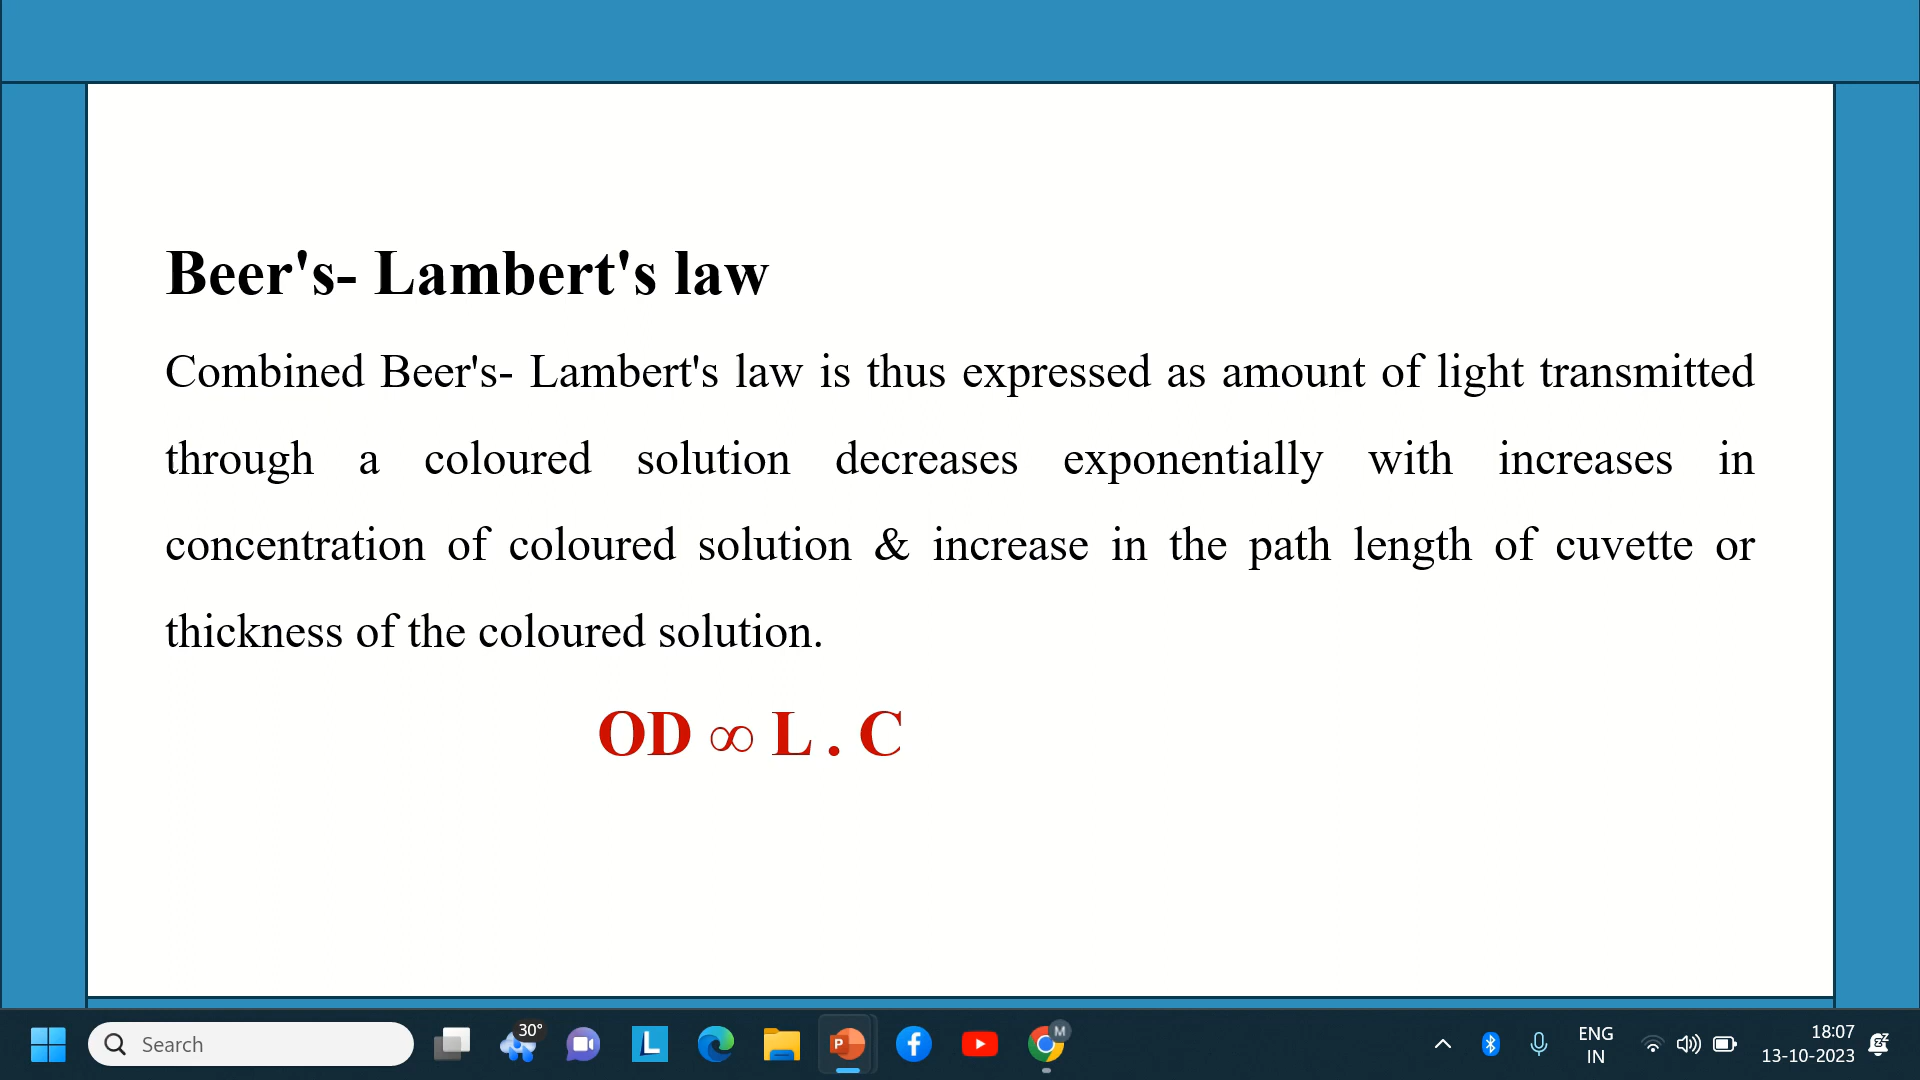 Beer's- Lambert's law
Combined Beer's- Lambert's law is thus expressed as amount of light transmitted
through a coloured solution decreases exponentially with increases in
concentration of coloured solution & increase in the path length of cuvette or
thickness of the coloured solution.
OD ∞ L . C
30°
M
Search
L
P
ENG
IN
18:07
13-10-2023